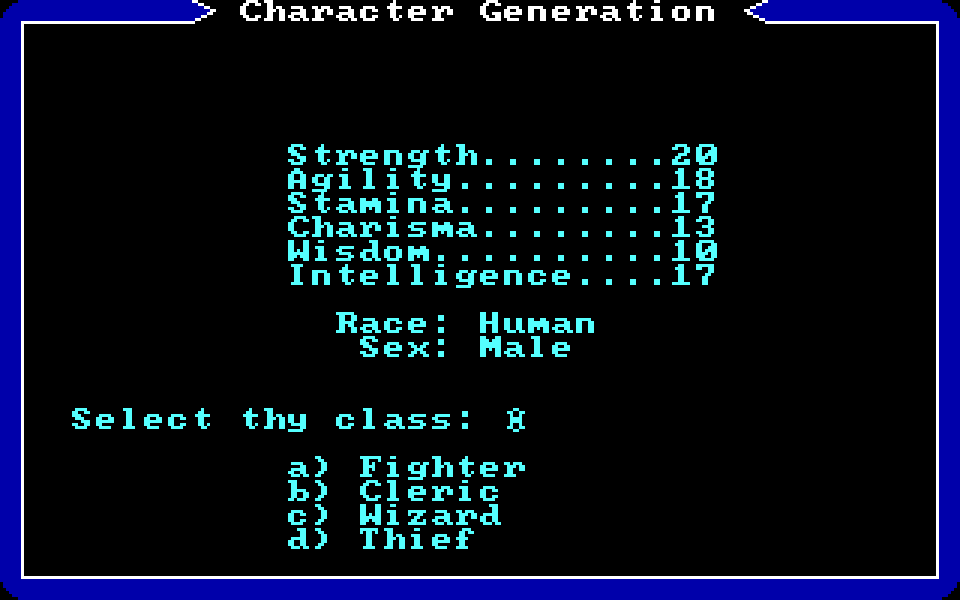 Character Generation
Strength........20
Agility.........18
Stamina.........17
Charisma........13
Wisdom..........10
Intelligence....17
Race: Human
Sex: Male
Select thy class:
a) Fighter
b) Cleric
c) Wizard
d) Thief